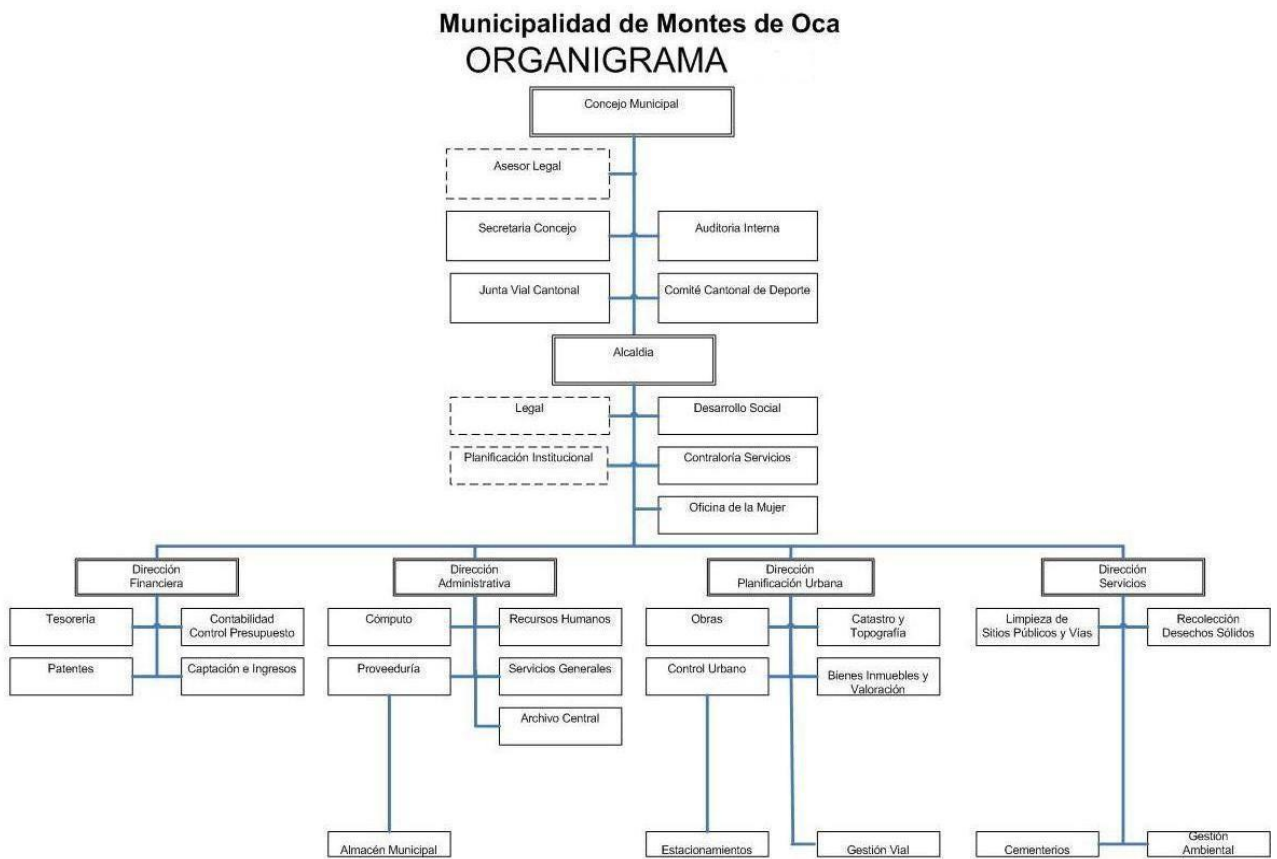 Municipalidad de Montes de Oca
ORGANIGRAMA
Concejo Municipal
Asesor Legal
Secretaria Concejo
Auditoria Interna
Junta Vial Cantonal
Comité Cantonal de Deporte
Alcaldia
Legal
Desarrollo Social
Planificación Institucional
Contraloría Servicios
Oficina de la Mujer
Dirección
Financiera
Dirección
Administrativa
Dirección
Planificación Urbana
Dirección
Servicios
Tesoreria
Contabilidad
Control Presupuesto
Cómputo
Recursos Humanos
Obras
Catastro y
Topografía
Limpieza de
Sitios Públicos y Vías
Recolección
Desechos Sólidos
Patentes
Captación e Ingresos
Proveeduría
Servicios Generales
Control Urbano
Bienes Inmuebles y
Valoración
Archivo Central
Almacén Municipal
Estacionamientos
Gestión Vial
Cementerios
Gestión
Ambiental